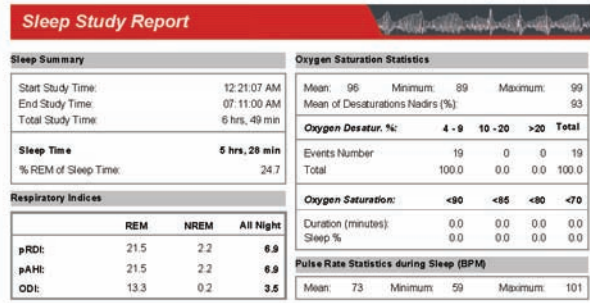 Sleep Study Report
Sleep Summary
Start Study Time: 12:21:07 AM
End Study Time: 07:11:00 AM
Total Study Time: 6 hrs, 49 min
Sleep Time 5 hrs, 28 min
% REM of Sleep Time: 24.7
Respiratory Indices
REM NREM All Night
pRDI: 21.5 2.2 6.9
pAHI: 21.5 2.2 6.9
ODI: 13.3 0.2 3.5
Oxygen Saturation Statistics
Mean: 96 Minimum: 89 Maximum: 99
Mean of Desaturations Nadirs (%): 93
Oxygen Desatur. %: 4 - 9 10 - 20 >20 Total
Events Number 19 0 0 19
Total 100.0 0.0 0.0 100.0
Oxygen Saturation: <90 <85 <80 <70
Duration (minutes): 0.0 0.0 0.0 0.0
Sleep % 0.0 0.0 0.0 0.0
Pulse Rate Statistics during Sleep (BPM)
Mean: 73 Minimum: 59 Maximum: 101